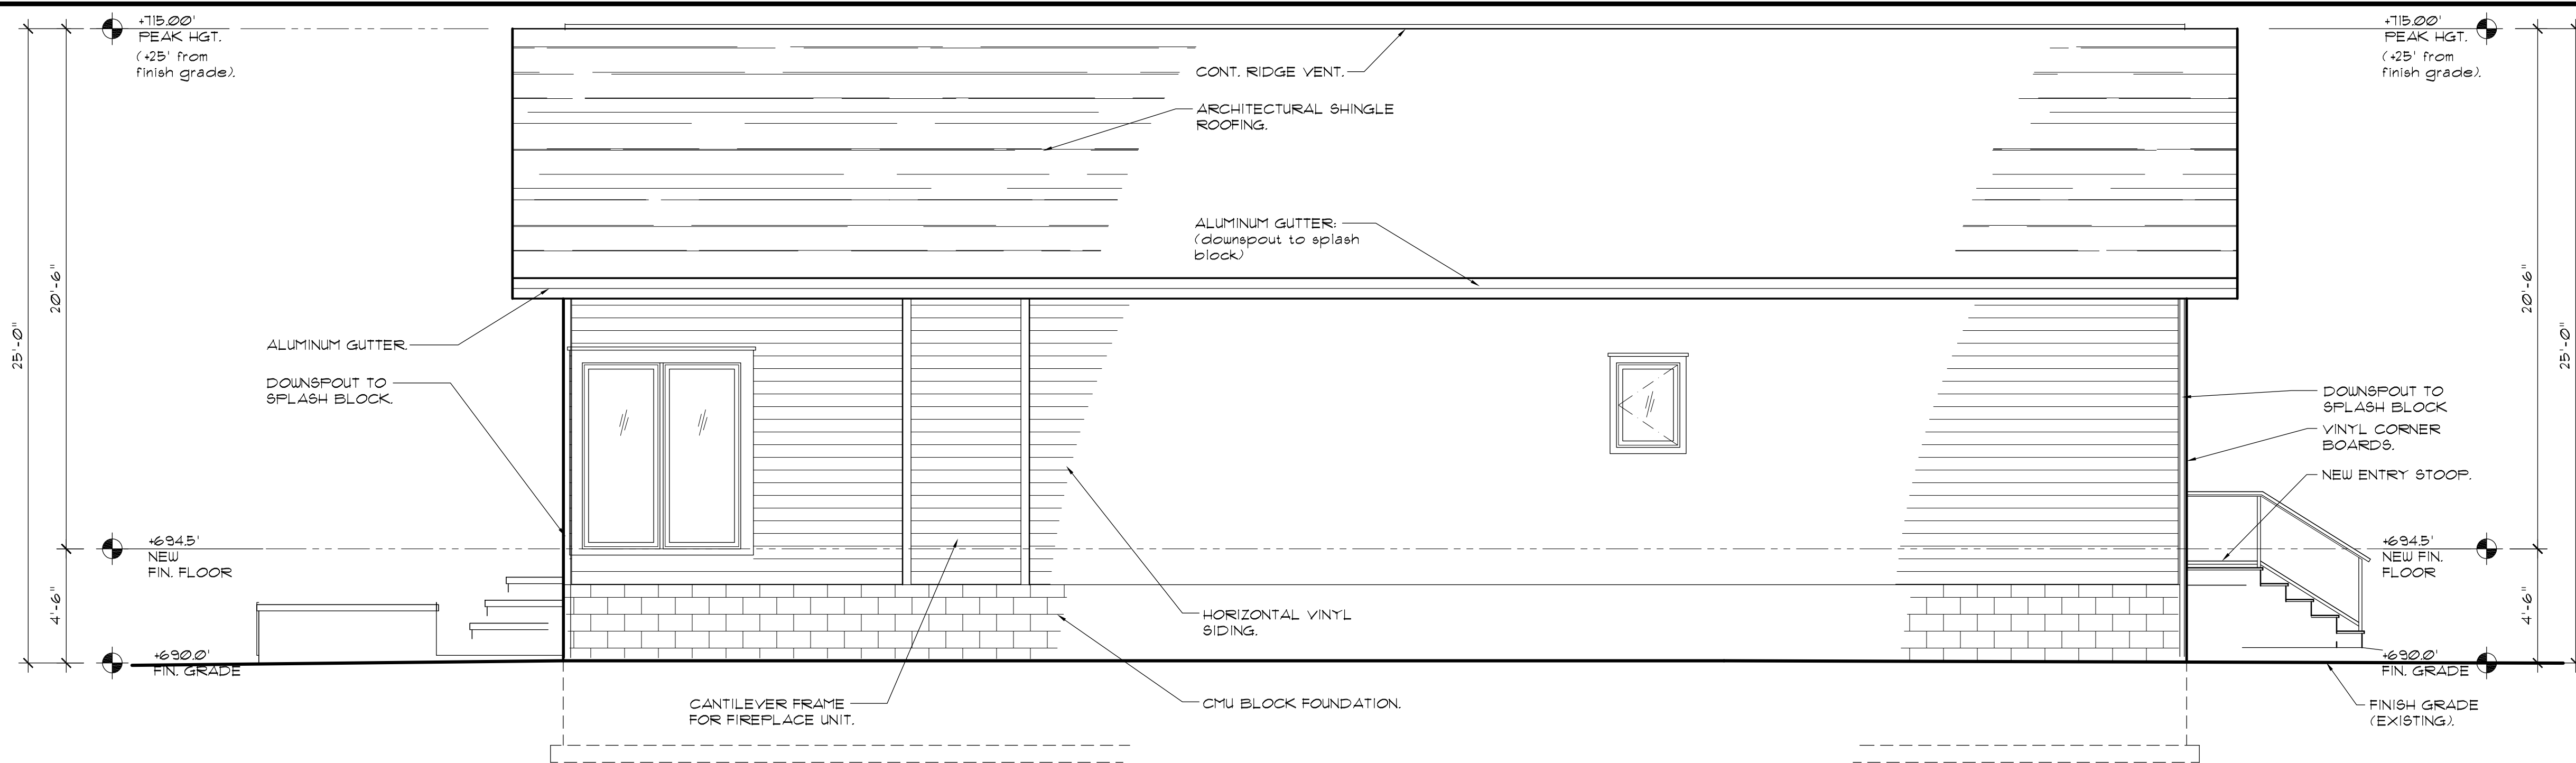 +715.00'
PEAK HGT.
(+25' from
finish grade).
25'-0"
20'-6"
4'-6"
+694.5'
NEW
FIN. FLOOR
+690.0'
FIN. GRADE
ALUMINUM GUTTER.
DOWNSPOUT TO
SPLASH BLOCK.
CONT. RIDGE VENT.
ARCHITECTURAL SHINGLE
ROOFING.
ALUMINUM GUTTER:
(downspout to splash
block)
HORIZONTAL VINYL
SIDING.
CANTILEVER FRAME
FOR FIREPLACE UNIT.
CMU BLOCK FOUNDATION.
+715.00'
PEAK HGT.
(+25' from
finish grade).
20'-6"
25'-0"
4'-6"
DOWNSPOUT TO
SPLASH BLOCK
VINYL CORNER
BOARDS.
NEW ENTRY STOOP.
+694.5'
NEW FIN.
FLOOR
+690.0'
FIN. GRADE
FINISH GRADE
(EXISTING).